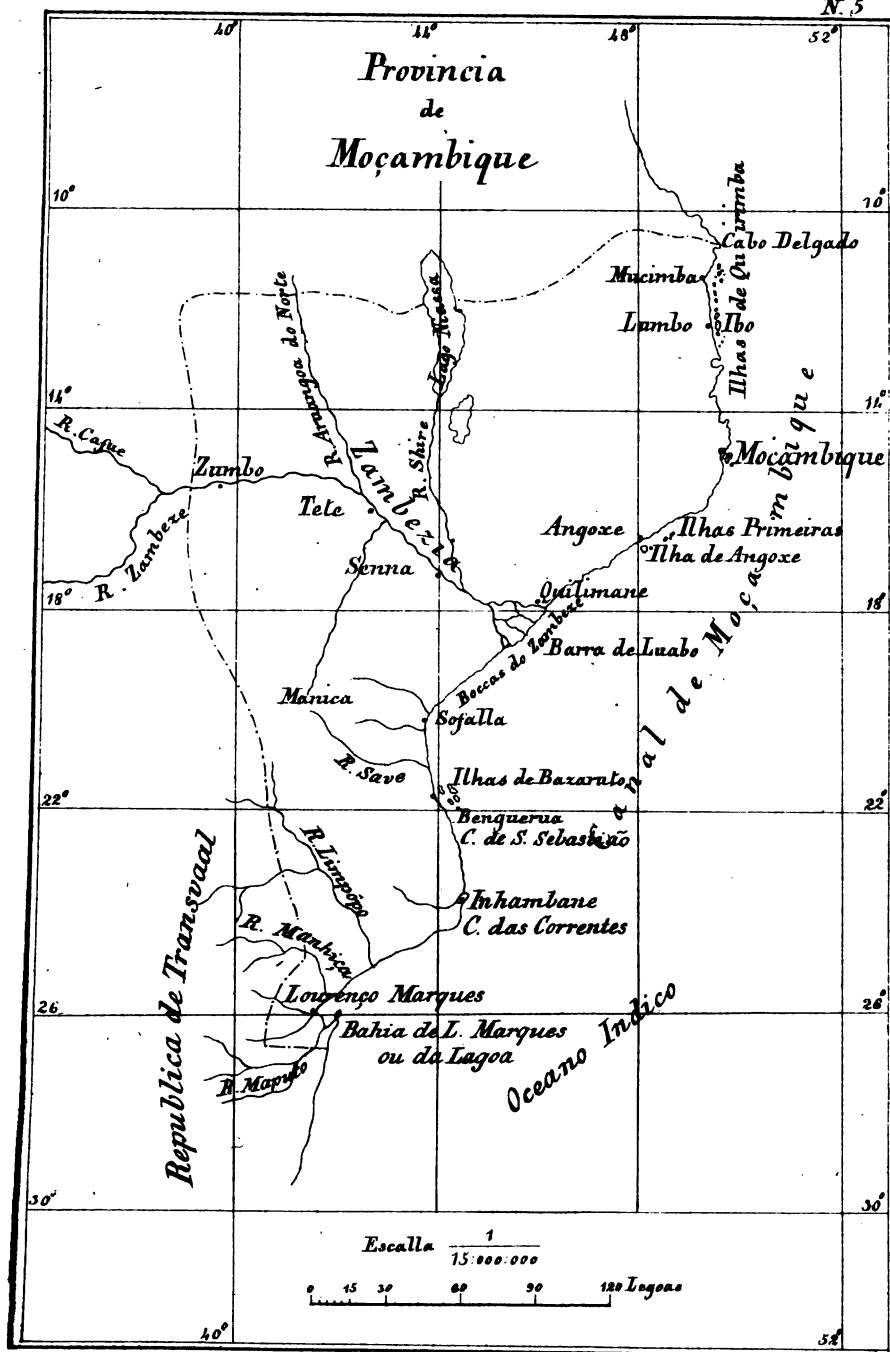 N. 5
40°
44°
48°
52°
Provincia
de
Moçambique
10°
10°
Cabo Delgado
Mucimba
Ilhas de Quirimba
Lumbo
Ibo
R. Aruangoa do Norte
Lago Niassa
14°
14°
R. Cafue
Zumbo
Zambezia
R. Shire
Moçambique
Tete
Angoxe
Ilhas Primeiras
Ilha de Angoxe
R. Zambeze
Senna
18°
Quilimane
18°
Boccas do Zambeze
Barra de Luabo
Canal de Moçambique
Manica
Sofalla
R. Save
Ilhas de Bazaruto
22°
22°
Benguerua
C. de S. Sebastião
R. Limpôpo
Republica de Transvaal
Inhambane
C. das Correntes
R. Manhiça
Lourenço Marques
26°
26°
Bahia de L. Marques
ou da Lagoa
Oceano Indico
R. Maputo
30°
30°
Escalla 1
15:000:000
0 15 30 60 90 120 Legoas
40°
52°